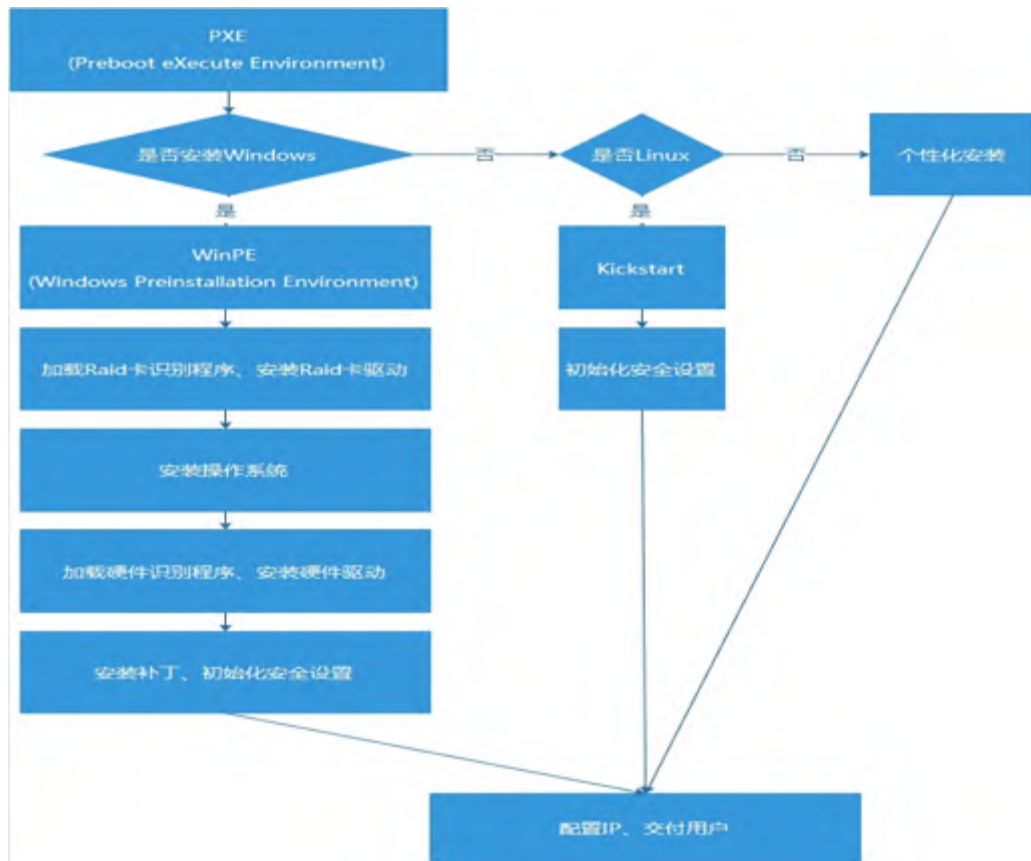 PXE
(Preboot eXecute Environment)
是否安装Windows
否
是否Linux
否
个性化安装
是
是
WinPE
(Windows Preinstallation Environment)
Kickstart
加载Raid卡识别程序、安装Raid卡驱动
初始化安全设置
安装操作系统
加载硬件识别程序、安装硬件驱动
安装补丁、初始化安全设置
配置IP、交付用户